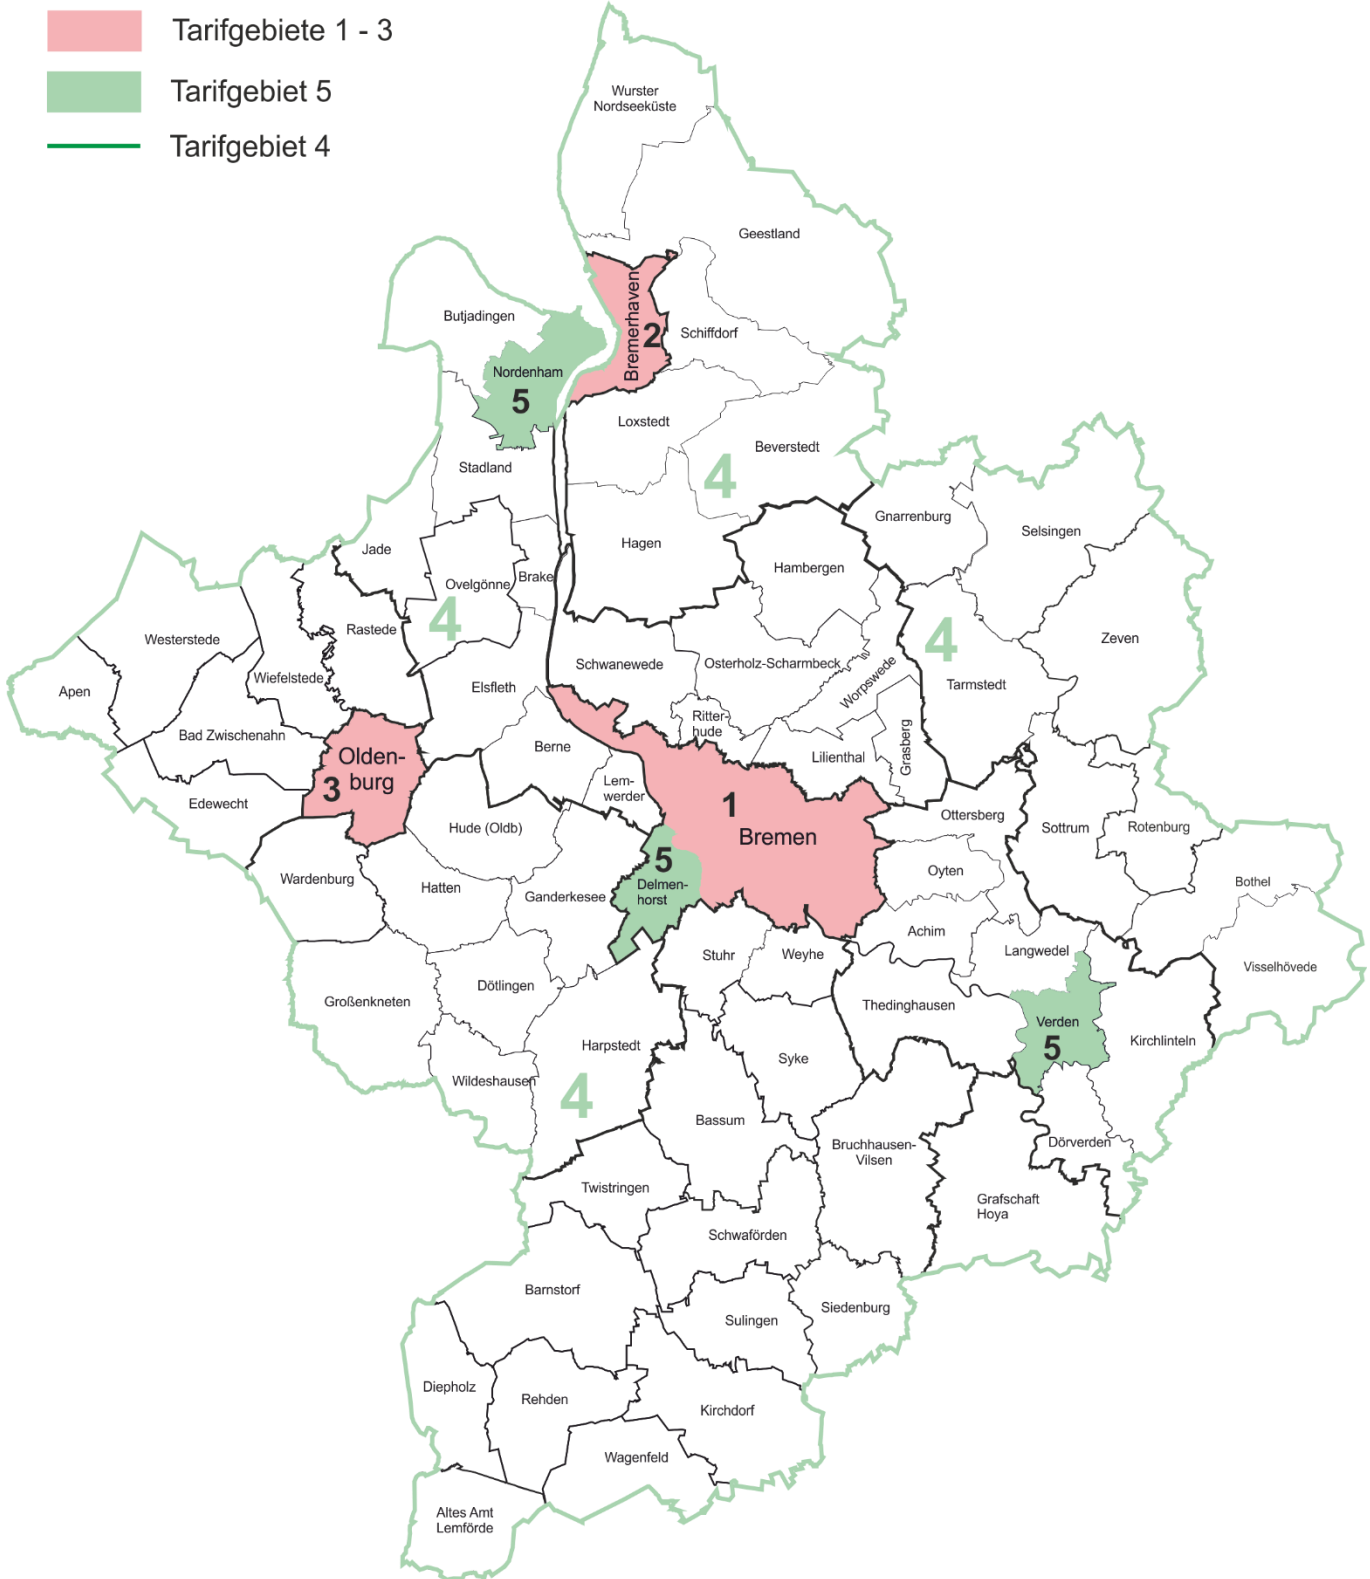 Tarifgebiete 1 - 3
Tarifgebiet 5
Tarifgebiet 4
Wurster
Nordseeküste
Geestland
Butjadingen
Bremerhaven
2
Schiffdorf
Nordenham
5
Loxstedt
Beverstedt
4
Stadland
Gnarrenburg
Selsingen
Jade
Hagen
Hambergen
Ovelgönne
Brake
4
Rastede
Westerstede
4
Zeven
Schwanewede
Osterholz-Scharmbeck
Worpswede
Wiefelstede
Apen
Elsfleth
Tarmstedt
Ritter-
hude
Bad Zwischenahn
Berne
Lilienthal
Grasberg
Olden-
burg
3
Lem-
werder
Edewecht
1
Bremen
Ottersberg
Hude (Oldb)
Sottrum
Rotenburg
5
Delmen-
horst
Oyten
Wardenburg
Hatten
Ganderkesee
Bothel
Achim
Langwedel
Stuhr
Weyhe
Visselhövede
Großenkneten
Dötlingen
Thedinghausen
Verden
5
Kirchlinteln
Harpstedt
Syke
Wildeshausen
4
Bassum
Bruchhausen-
Vilsen
Dörverden
Twistringen
Grafschaft
Hoya
Schwaförden
Barnstorf
Sulingen
Siedenburg
Diepholz
Rehden
Kirchdorf
Wagenfeld
Altes Amt
Lemförde